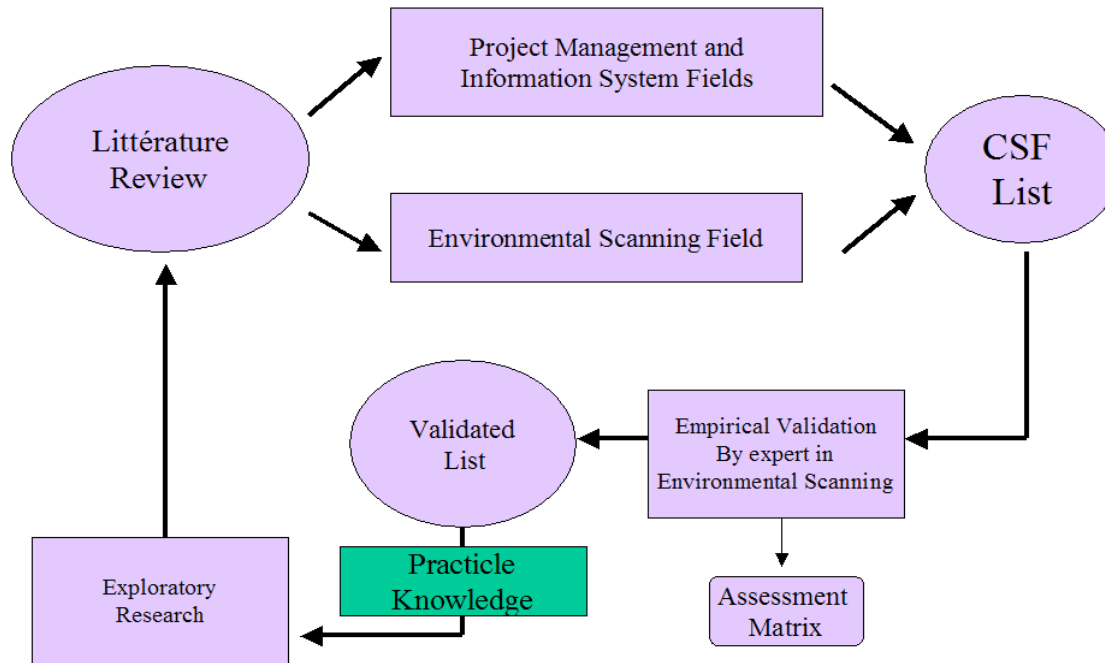 Project Management and
Information System Fields
Littérature
Review
CSF
List
Environmental Scanning Field
Validated
List
Empirical Validation
By expert in
Environmental Scanning
Practicle
Knowledge
Exploratory
Research
Assessment
Matrix